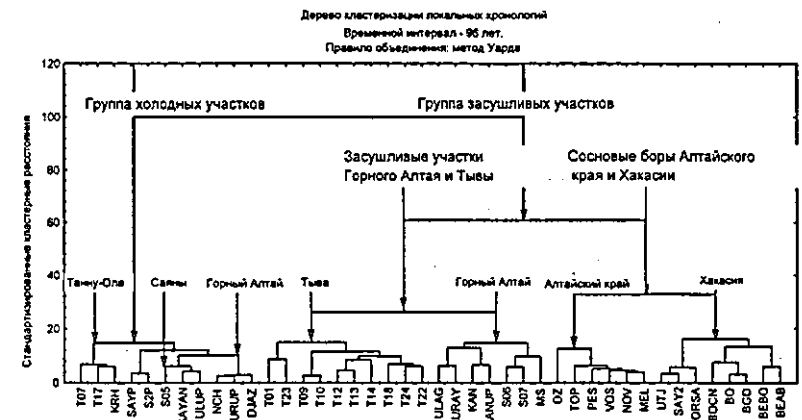 Дерево кластеризации локальных хронологий
Временной интервал - 96 лет.
Правило объединения: метод Уарда
Стандартизированные кластерные расстояния
120
100
80
60
40
20
0
Группа холодных участков
Группа засушливых участков
Засушливые участки
Горного Алтая и Тывы
Сосновые боры Алтайского
края и Хакасии
Танну-Ола
Саяны
Горный Алтай
Тыва
Горный Алтай
Алтайский край
Хакасия
T07
T17
KRH
SAYP
S2P
S05
AYAN
ULUP
NCH
URUP
DJAZ
T01
T23
T09
T10
T12
T13
T14
T18
T24
T22
ULAG
URAY
KAN
ANUP
S06
S07
MS
OZ
TOP
PES
VOS
NOV
MEL
UTJ
SAY2
ORSA
BOCN
BO
BGD
BEBO
BEAB